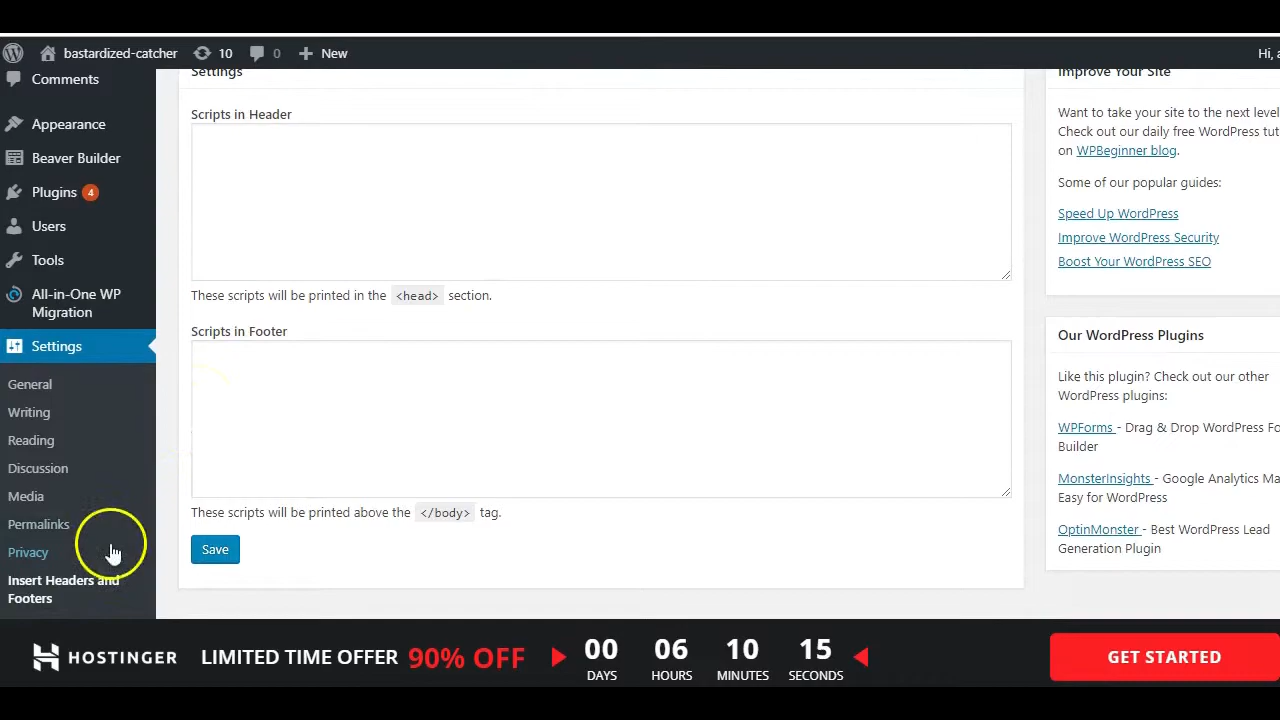 bastardized-catcher 10 0 New Hi,
Comments
Appearance
Beaver Builder
Plugins 4
Users
Tools
All-in-One WP
Migration
Settings
General
Writing
Reading
Discussion
Media
Permalinks
Privacy
Insert Headers and
Footers
Settings
Scripts in Header
These scripts will be printed in the <head> section.
Scripts in Footer
These scripts will be printed above the </body> tag.
Save
Improve Your Site
Want to take your site to the next level
Check out our daily free WordPress
on WPBeginner blog.
Some of our popular guides:
Speed Up WordPress
Improve WordPress Security
Boost Your WordPress SEO
Our WordPress Plugins
Like this plugin? Check out our other
WordPress plugins:
WPForms - Drag & Drop WordPress
Builder
MonsterInsights - Google Analytics
Easy for WordPress
OptinMonster - Best WordPress Lead
Generation Plugin
HOSTINGER LIMITED TIME OFFER 90% OFF
00 06 10 15
DAYS HOURS MINUTES SECONDS
GET STARTED